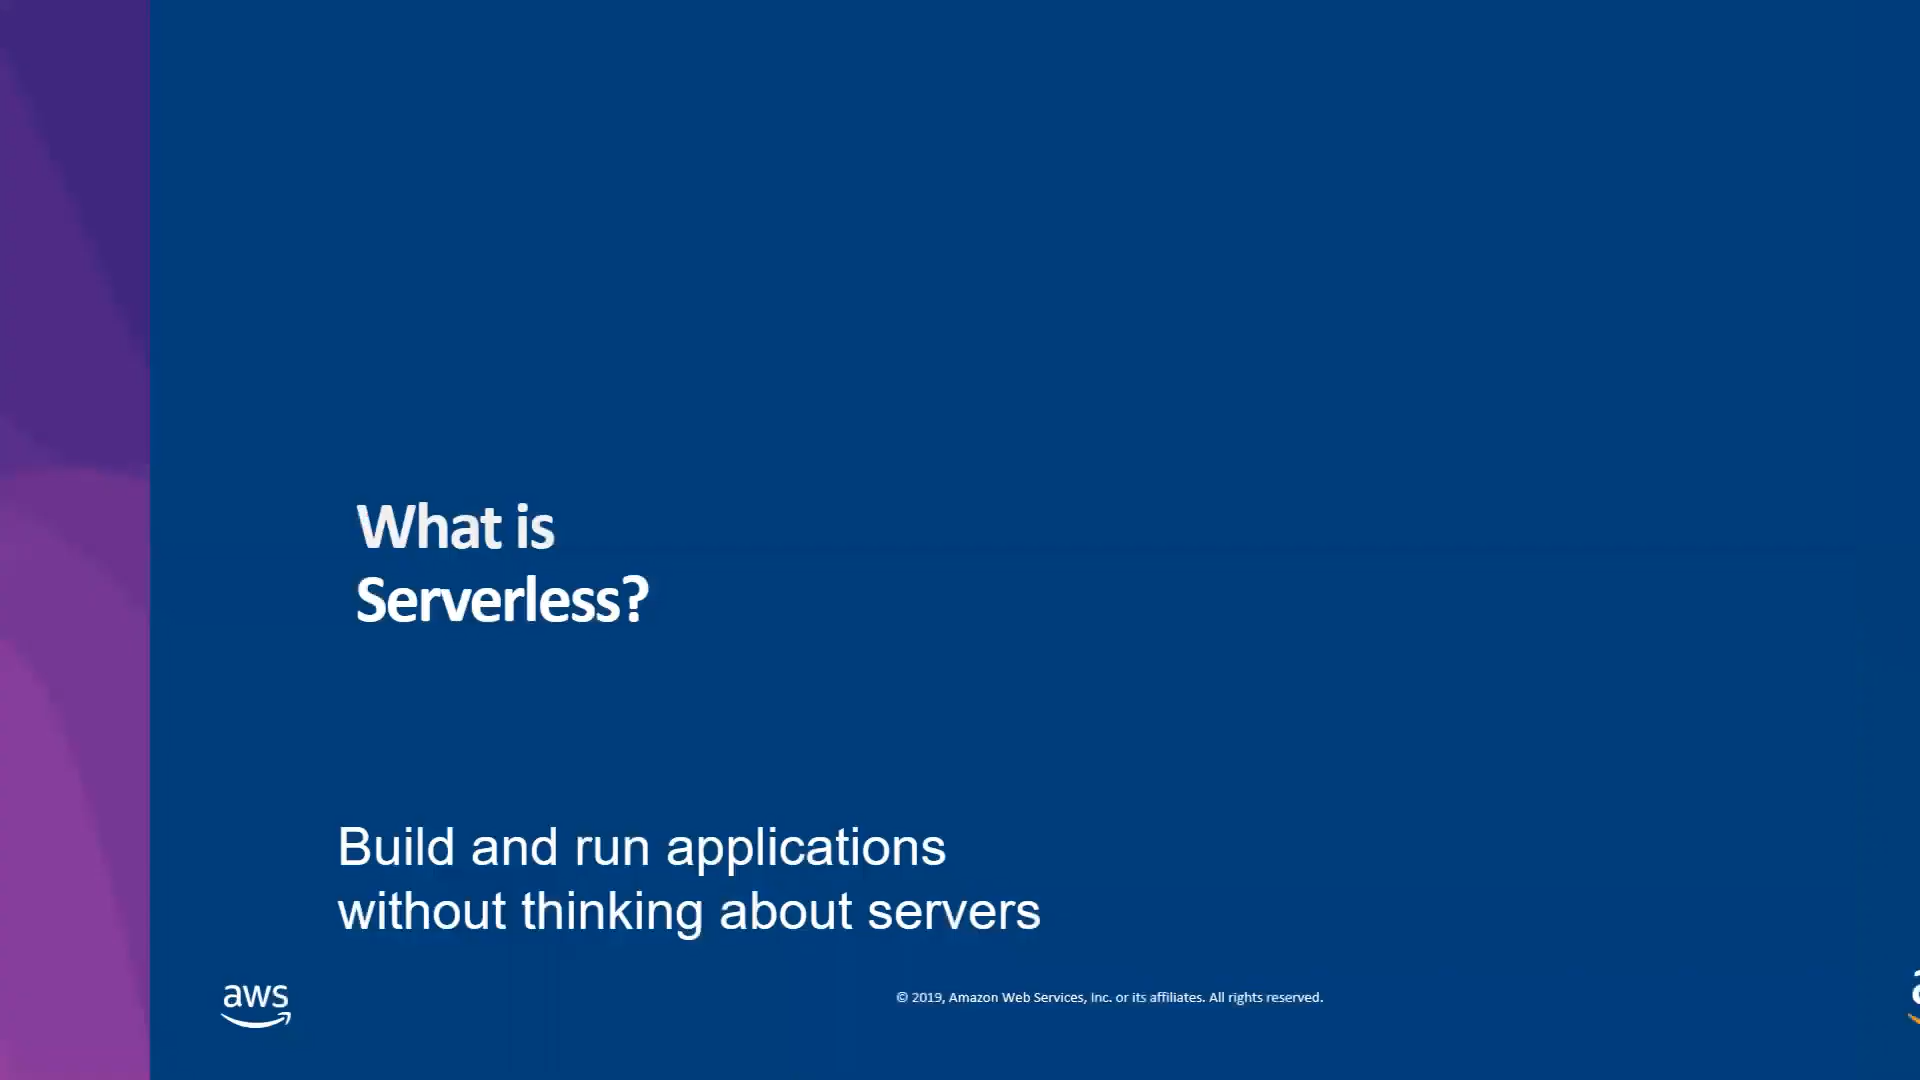 What is
Serverless?
Build and run applications
without thinking about servers
aws
© 2019, Amazon Web Services, Inc. or its affiliates. All rights reserved.